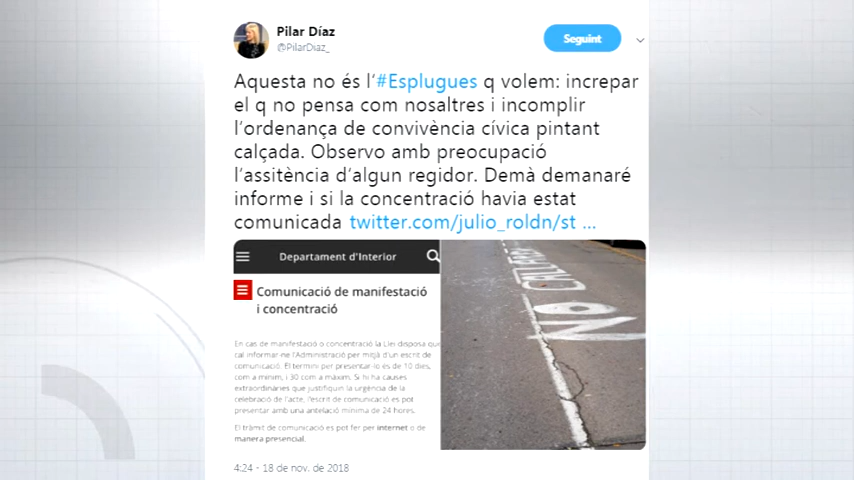 Pilar Díaz
@PilarDiaz_
Seguint
Aquesta no és l'#Esplugues q volem: increpar
el q no pensa com nosaltres i incomplir
l'ordenança de convivència cívica pintant
calçada. Observo amb preocupació
l'assitència d'algun regidor. Demà demanaré
informe i si la concentració havia estat
comunicada twitter.com/julio_roldn/st ...
Departament d'Interior
Comunicació de manifestació
i concentració
En cas de manifestació o concentració la Llei disposa que
cal informar-ne l'Administració per mitjà d'un escrit de
comunicació. El termini per presentar-lo és de 10 dies,
com a mínim, i 30 com a màxim. Si hi ha causes
extraordinàries que justifiquin la urgència de la
celebració de l'acte, l'escrit de comunicació es pot
presentar amb una antelació mínima de 24 hores.
El tràmit de comunicació es pot fer per internet o de
manera presencial.
NO
4:24 - 18 de nov. de 2018